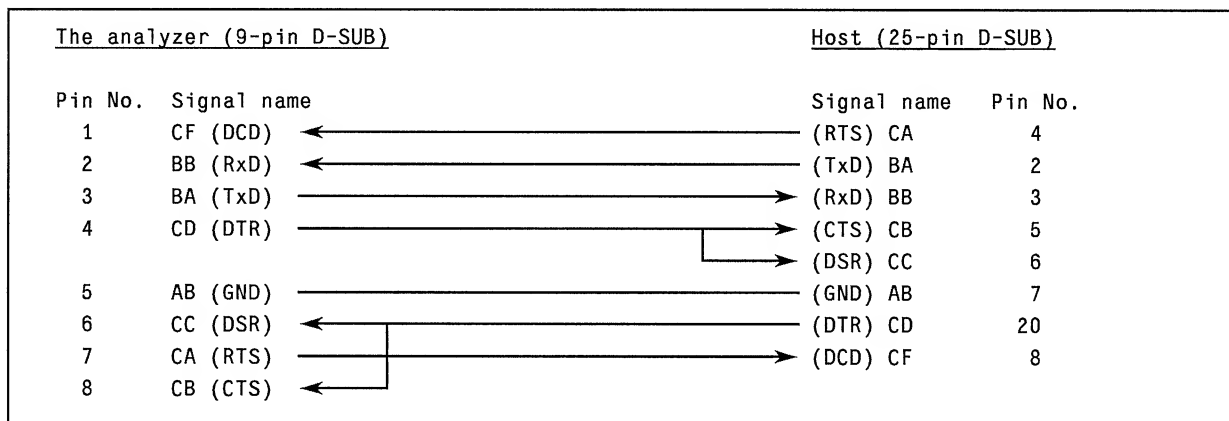 The analyzer (9-pin D-SUB) Host (25-pin D-SUB)
Pin No. Signal name Signal name Pin No.
1 CF (DCD) (RTS) CA 4
2 BB (RxD) (TxD) BA 2
3 BA (TxD) (RxD) BB 3
4 CD (DTR) (CTS) CB 5
(DSR) CC 6
5 AB (GND) (GND) AB 7
6 CC (DSR) (DTR) CD 20
7 CA (RTS) (DCD) CF 8
8 CB (CTS)